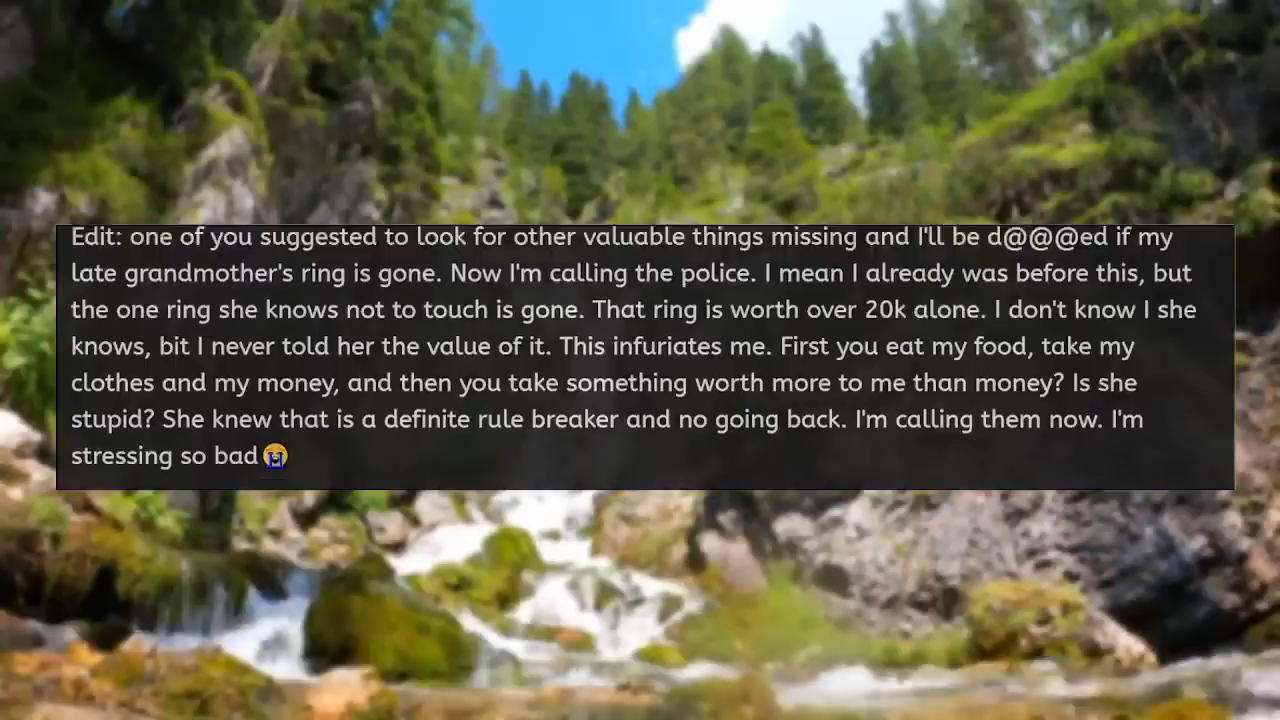 Edit: one of you suggested to look for other valuable things missing and I'll be d@@@ed if my
late grandmother's ring is gone. Now I'm calling the police. I mean I already was before this, but
the one ring she knows not to touch is gone. That ring is worth over 20k alone. I don't know I she
knows, bit I never told her the value of it. This infuriates me. First you eat my food, take my
clothes and my money, and then you take something worth more to me than money? Is she
stupid? She knew that is a definite rule breaker and no going back. I'm calling them now. I'm
stressing so bad😭